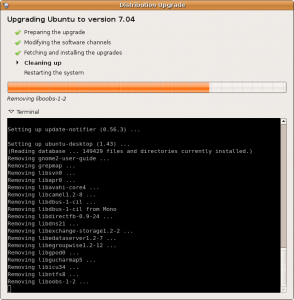 Distribution Upgrade
Upgrading Ubuntu to version 7.04
Preparing the upgrade
Modifying the software channels
Fetching and installing the upgrades
Cleaning up
Restarting the system
Removing liboobs-1-2
Terminal
Setting up update-notifier (0.56.3) ...
Setting up ubuntu-desktop (1.43) ...
(Reading database ... 149429 files and directories currently installed.)
Removing gnome2-user-guide ...
Removing grepmap ...
Removing libsvn0 ...
Removing libapr0 ...
Removing libavahi-core4 ...
Removing libcamel1.2-8 ...
Removing libdbus-1-cil ...
Removing libdbus-1-cil from Mono
Removing libdirectfb-0.9-24 ...
Removing libdns21 ...
Removing libexchange-storage1.2-2 ...
Removing libedataserver1.2-7 ...
Removing libegroupwise1.2-12 ...
Removing libgpod0 ...
Removing libgucharmap5 ...
Removing libicu34 ...
Removing libotfs0 ...
Removing liboobs-1-2 ...